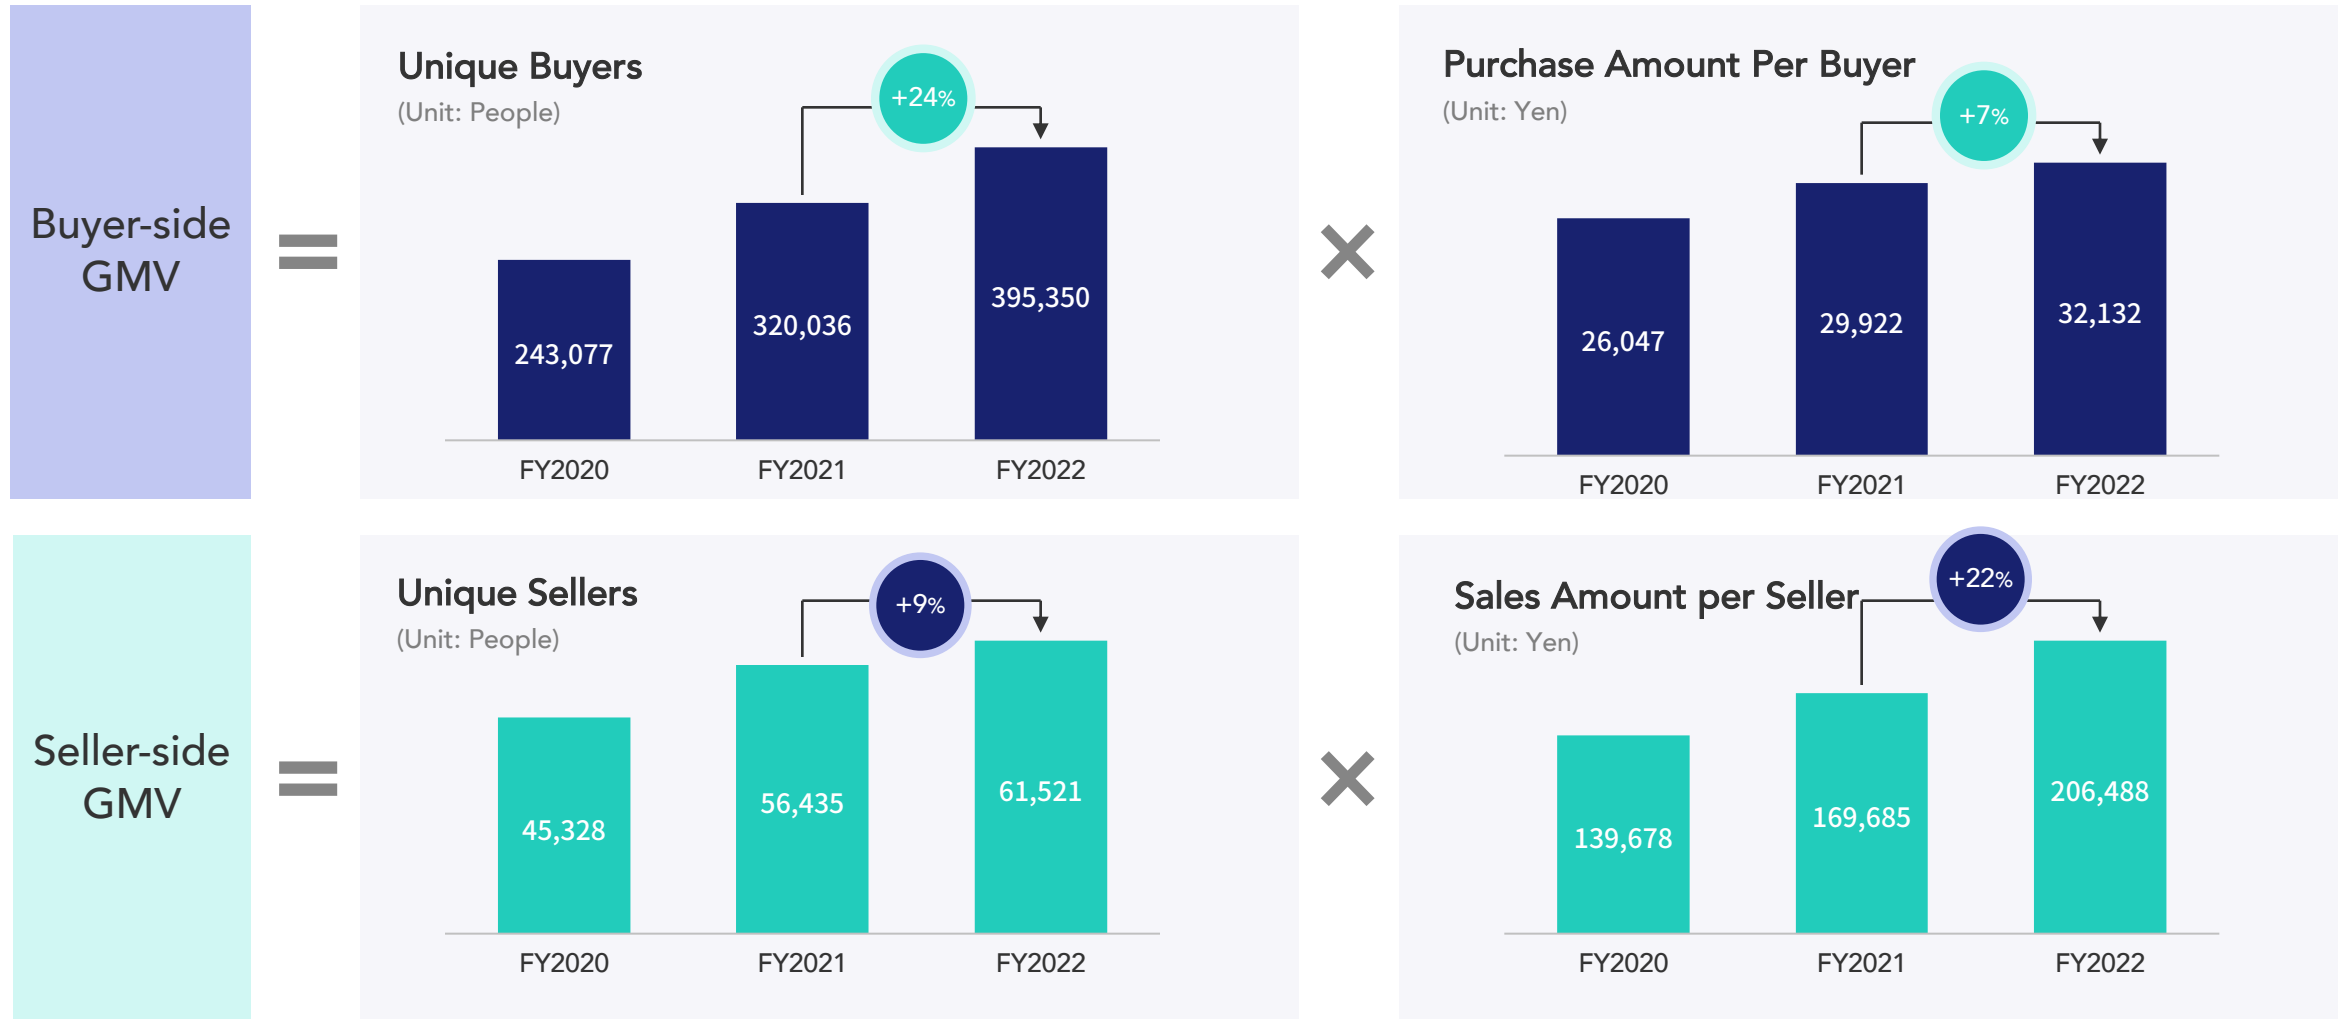 Buyer-side
GMV
=
Unique Buyers
(Unit: People)
+24%
243,077
320,036
395,350
FY2020
FY2021
FY2022
×
Purchase Amount Per Buyer
(Unit: Yen)
+7%
26,047
29,922
32,132
FY2020
FY2021
FY2022
Seller-side
GMV
=
Unique Sellers
(Unit: People)
+9%
45,328
56,435
61,521
FY2020
FY2021
FY2022
×
Sales Amount per Seller
(Unit: Yen)
+22%
139,678
169,685
206,488
FY2020
FY2021
FY2022